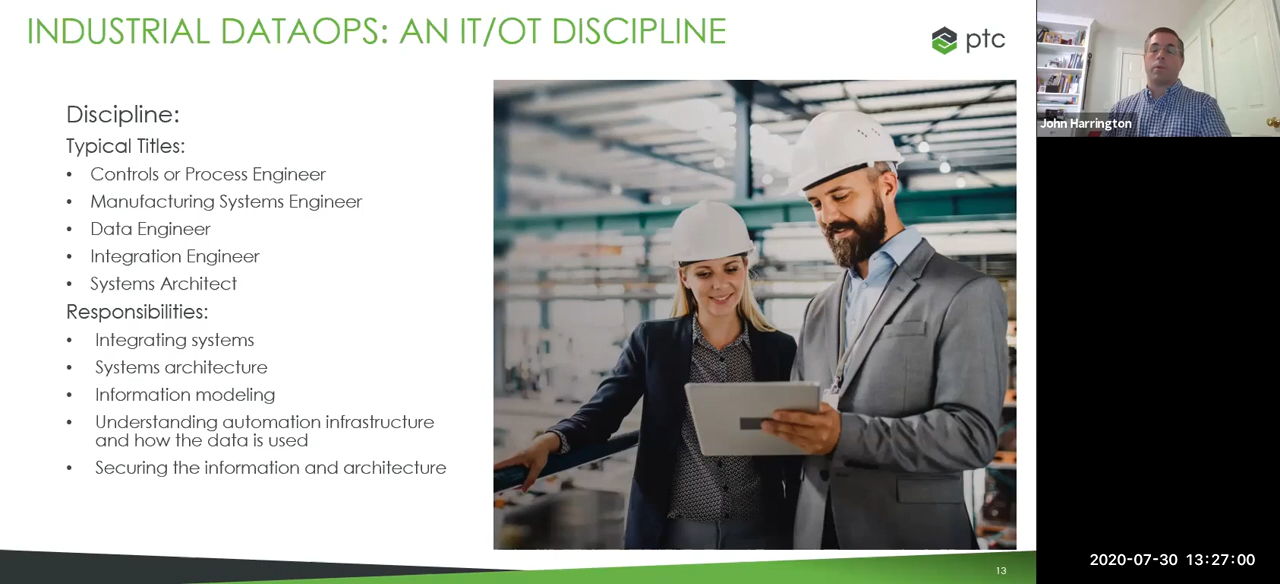 INDUSTRIAL DATAOPS: AN IT/OT DISCIPLINE
ptc
John Harrington
Discipline:
Typical Titles:
• Controls or Process Engineer
• Manufacturing Systems Engineer
• Data Engineer
• Integration Engineer
• Systems Architect
Responsibilities:
• Integrating systems
• Systems architecture
• Information modeling
• Understanding automation infrastructure
and how the data is used
• Securing the information and architecture
2020-07-30 13:27:00
13